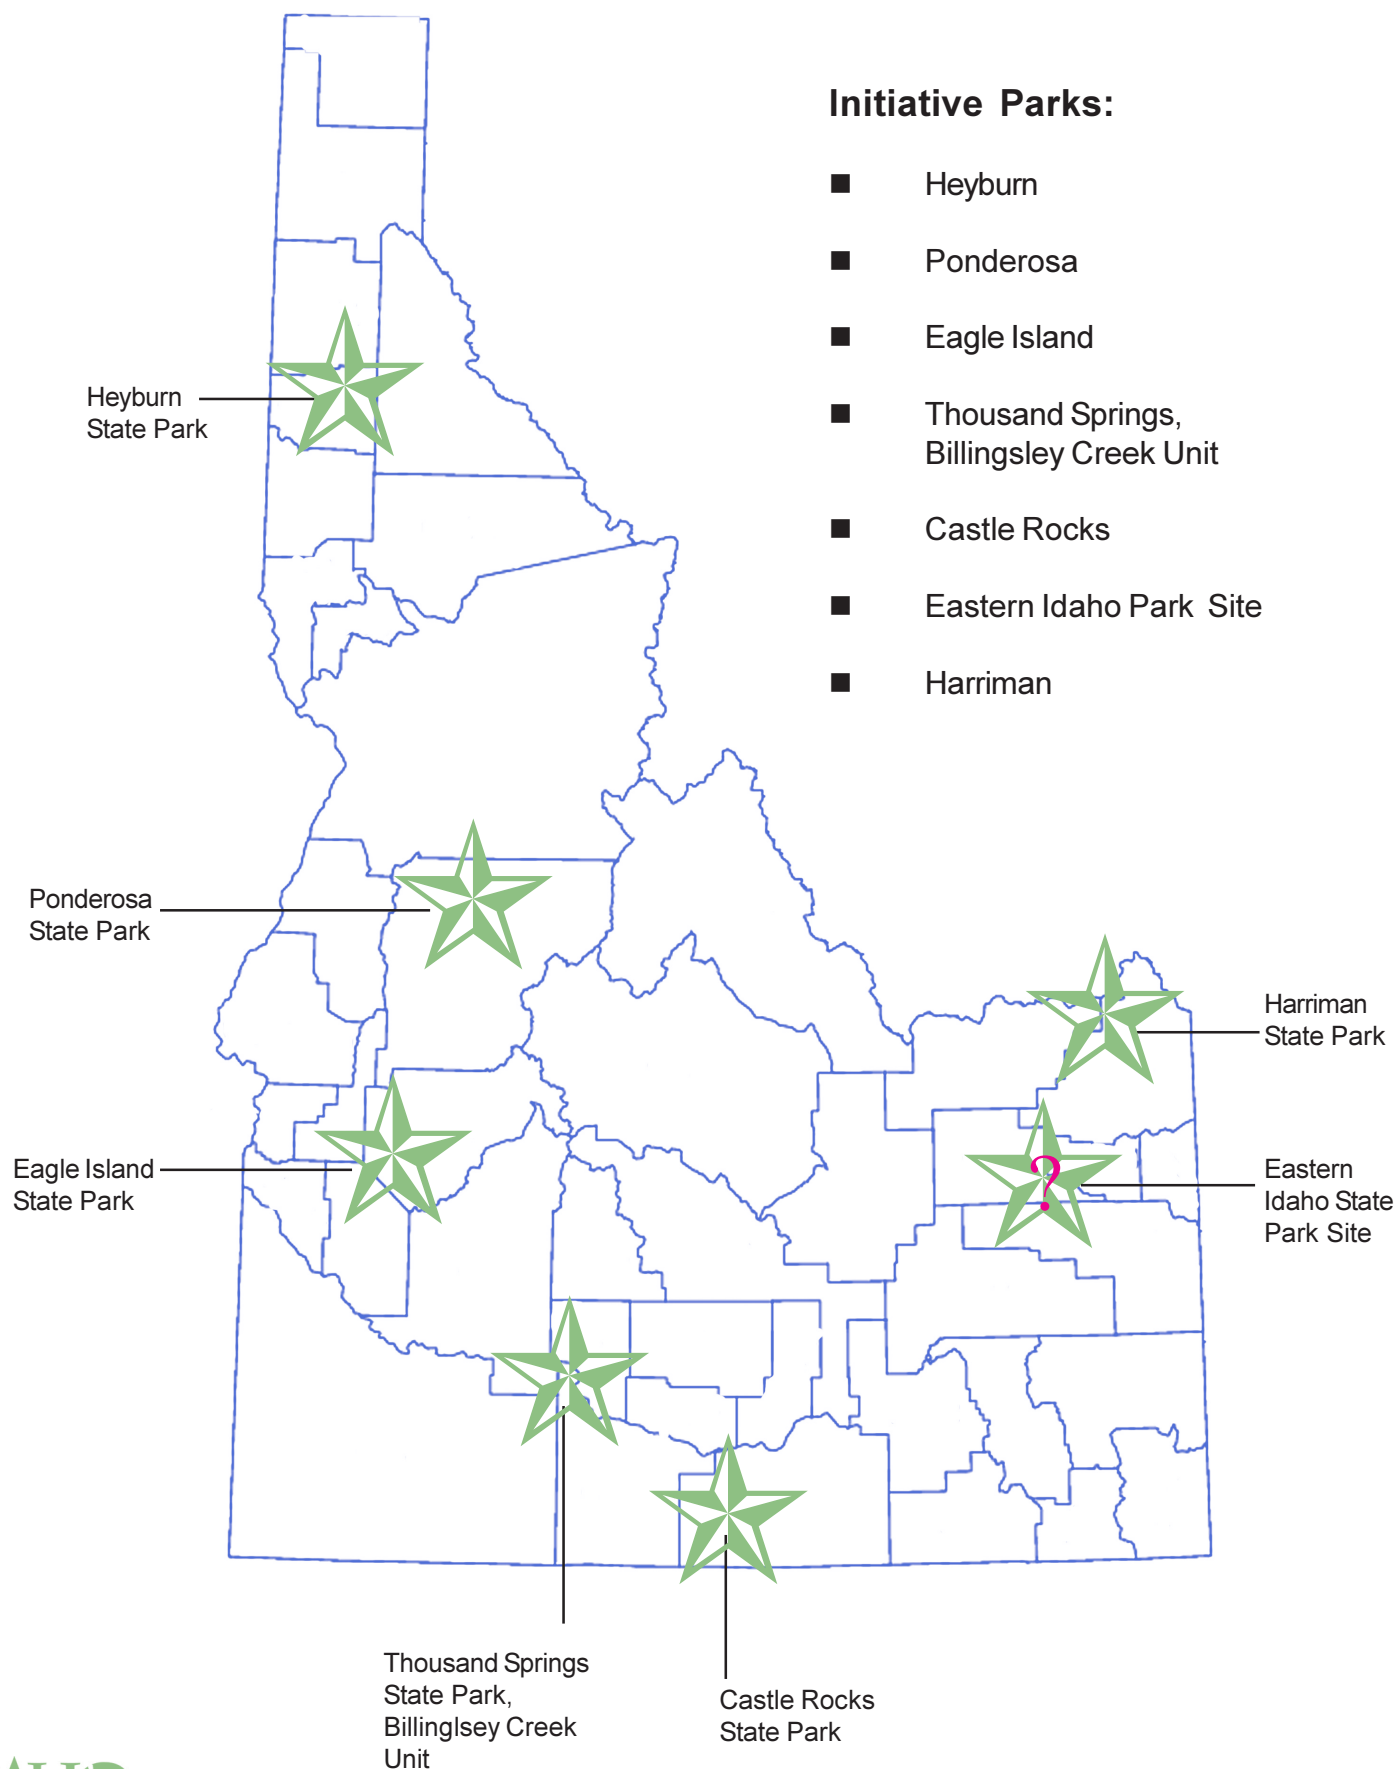 Initiative Parks:
■ Heyburn
■ Ponderosa
■ Eagle Island
■ Thousand Springs,
Billingsley Creek Unit
■ Castle Rocks
■ Eastern Idaho Park Site
■ Harriman
Heyburn
State Park
Ponderosa
State Park
Harriman
State Park
Eagle Island
State Park
?
Eastern
Idaho State
Park Site
Thousand Springs
State Park,
Billinglsey Creek
Unit
Castle Rocks
State Park